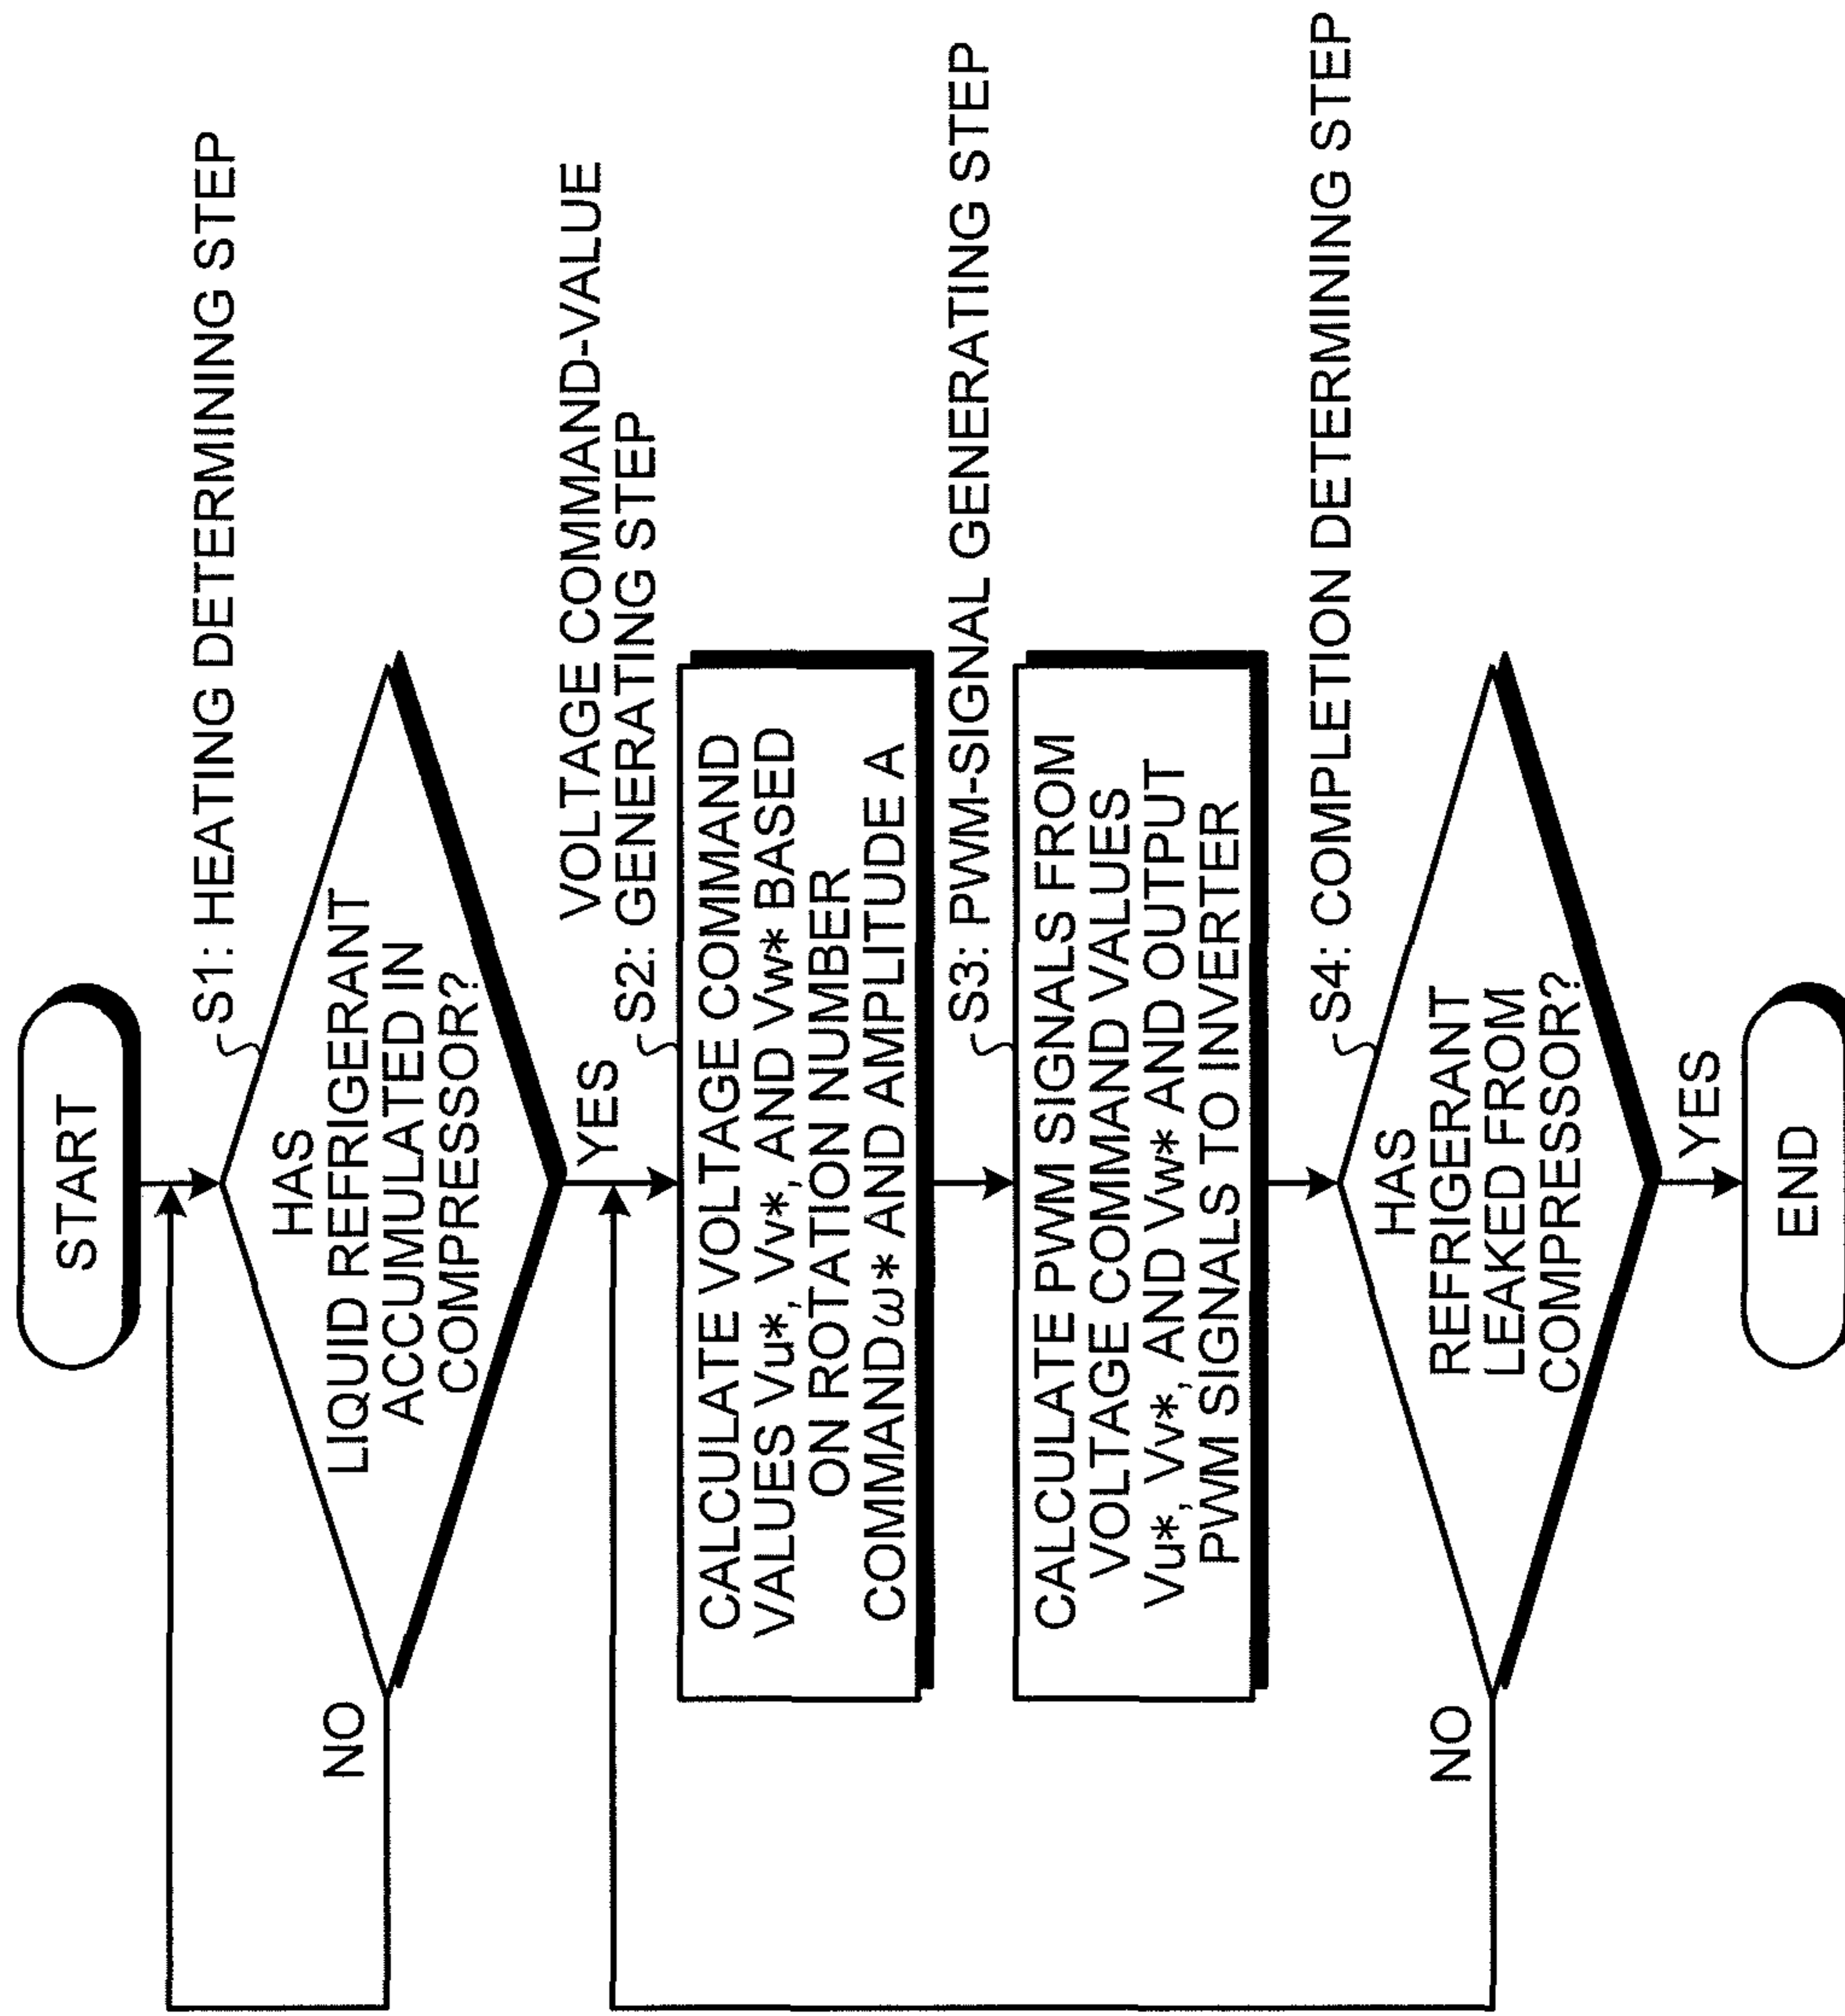 START
S1: HEATING DETERMINING STEP
HAS
LIQUID REFRIGERANT
ACCUMULATED IN
COMPRESSOR?
NO
YES
VOLTAGE COMMAND-VALUE
S2: GENERATING STEP
CALCULATE VOLTAGE COMMAND
VALUES Vu*, Vv*, AND Vw* BASED
ON ROTATION NUMBER
COMMAND ω* AND AMPLITUDE A
S3: PWM-SIGNAL GENERATING STEP
CALCULATE PWM SIGNALS FROM
VOLTAGE COMMAND VALUES
Vu*, Vv*, AND Vw* AND OUTPUT
PWM SIGNALS TO INVERTER
S4: COMPLETION DETERMINING STEP
HAS
REFRIGERANT
LEAKED FROM
COMPRESSOR?
NO
YES
END